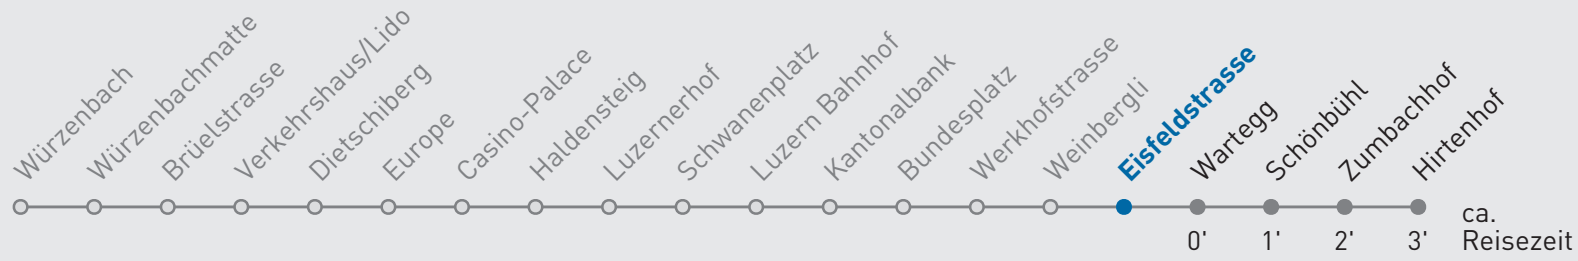 Würzenbach
Würzenbachmatte
Brüelstrasse
Verkehrshaus/Lido
Dietschiberg
Europe
Casino-Palace
Haldensteig
Luzernerhof
Schwanenplatz
Luzern Bahnhof
Kantonalbank
Bundesplatz
Werkhofstrasse
Weinbergli
Eisfeldstrasse
Wartegg
Schönbühl
Zumbachhof
Hirtenhof
0' 1' 2' 3'
ca.
Reisezeit